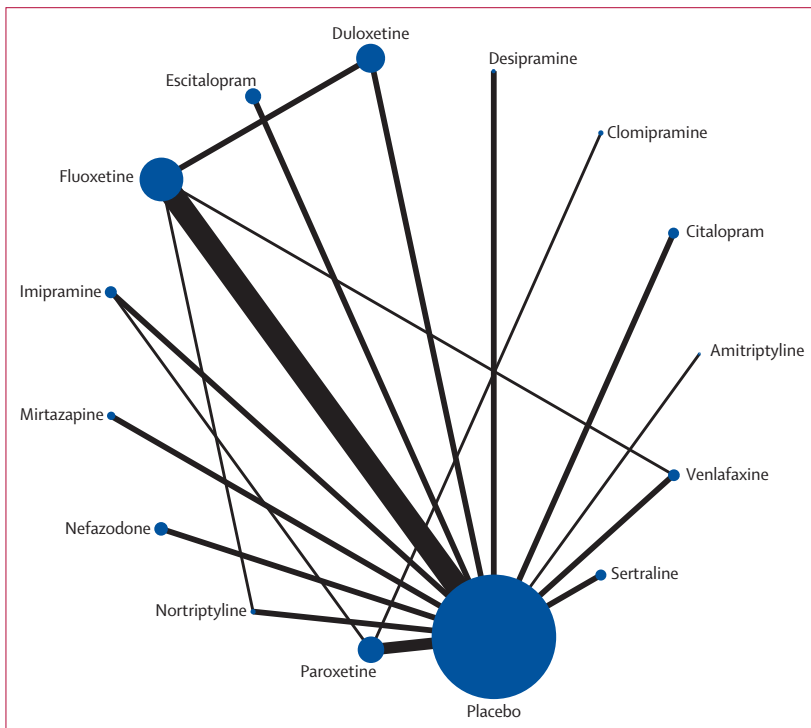 Duloxetine
Desipramine
Escitalopram
Clomipramine
Fluoxetine
Citalopram
Imipramine
Amitriptyline
Mirtazapine
Venlafaxine
Nefazodone
Sertraline
Nortriptyline
Paroxetine
Placebo